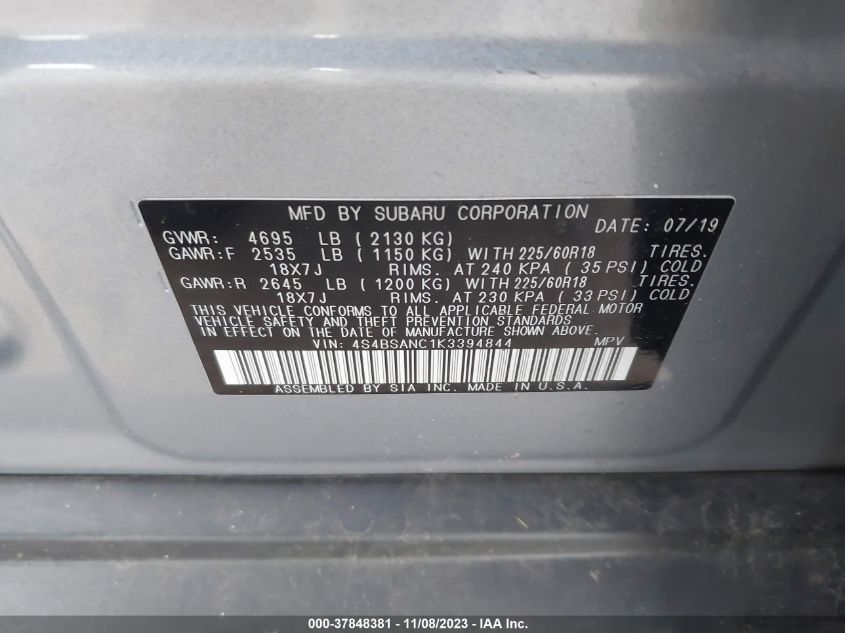 MFD BY SUBARU CORPORATION DATE: 07/19
GVWR: 4695 LB ( 2130 KG)
GAWR:F 2535 LB ( 1150 KG) WITH 225/60R18 TIRES.
18X7J RIMS. AT 240 KPA ( 35 PSI) COLD
GAWR:R 2645 LB ( 1200 KG) WITH 225/60R18 TIRES.
18X7J RIMS. AT 230 KPA ( 33 PSI) COLD
THIS VEHICLE CONFORMS TO ALL APPLICABLE FEDERAL MOTOR
VEHICLE SAFETY AND THEFT PREVENTION STANDARDS
IN EFFECT ON THE DATE OF MANUFACTURE SHOWN ABOVE.
VIN: 4S4BSANC1K3394844 MPV
ASSEMBLED BY SIA INC. MADE IN U.S.A.
000-37848381 - 11/08/2023 - IAA Inc.